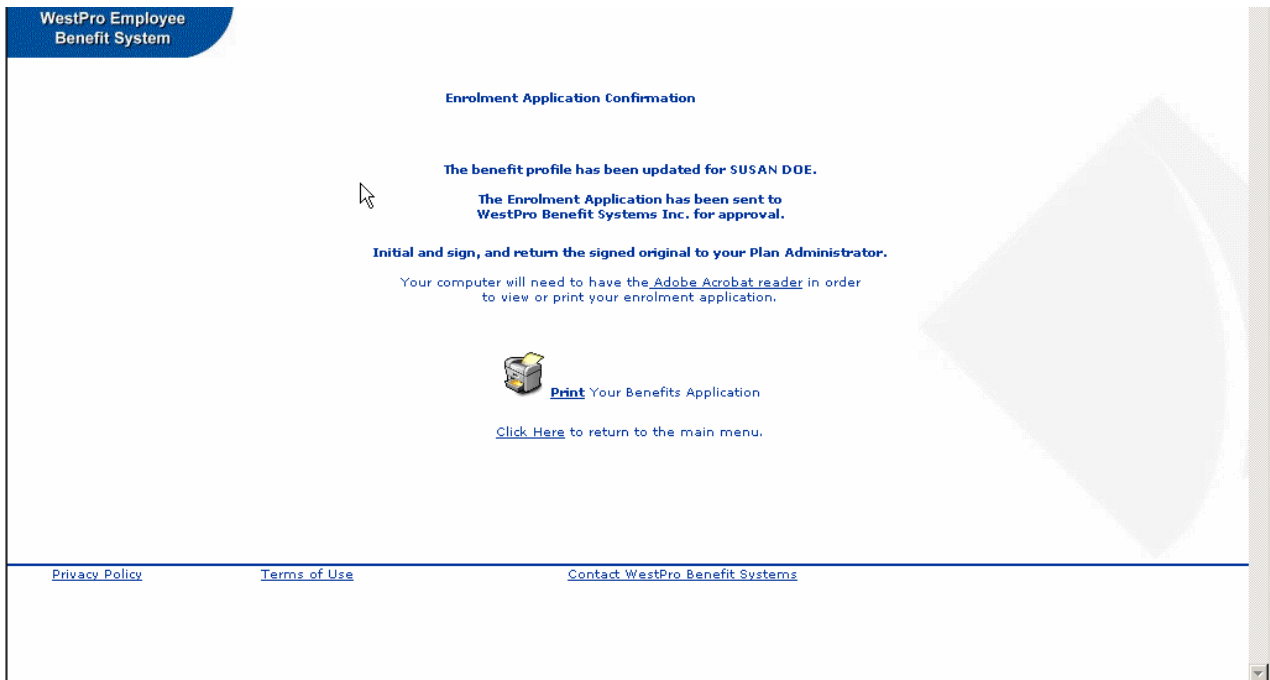 WestPro Employee
Benefit System
Enrolment Application Confirmation
The benefit profile has been updated for SUSAN DOE.
The Enrolment Application has been sent to
WestPro Benefit Systems Inc. for approval.
Initial and sign, and return the signed original to your Plan Administrator.
Your computer will need to have the Adobe Acrobat reader in order
to view or print your enrolment application.
Print Your Benefits Application
Click Here to return to the main menu.
Privacy Policy Terms of Use Contact WestPro Benefit Systems